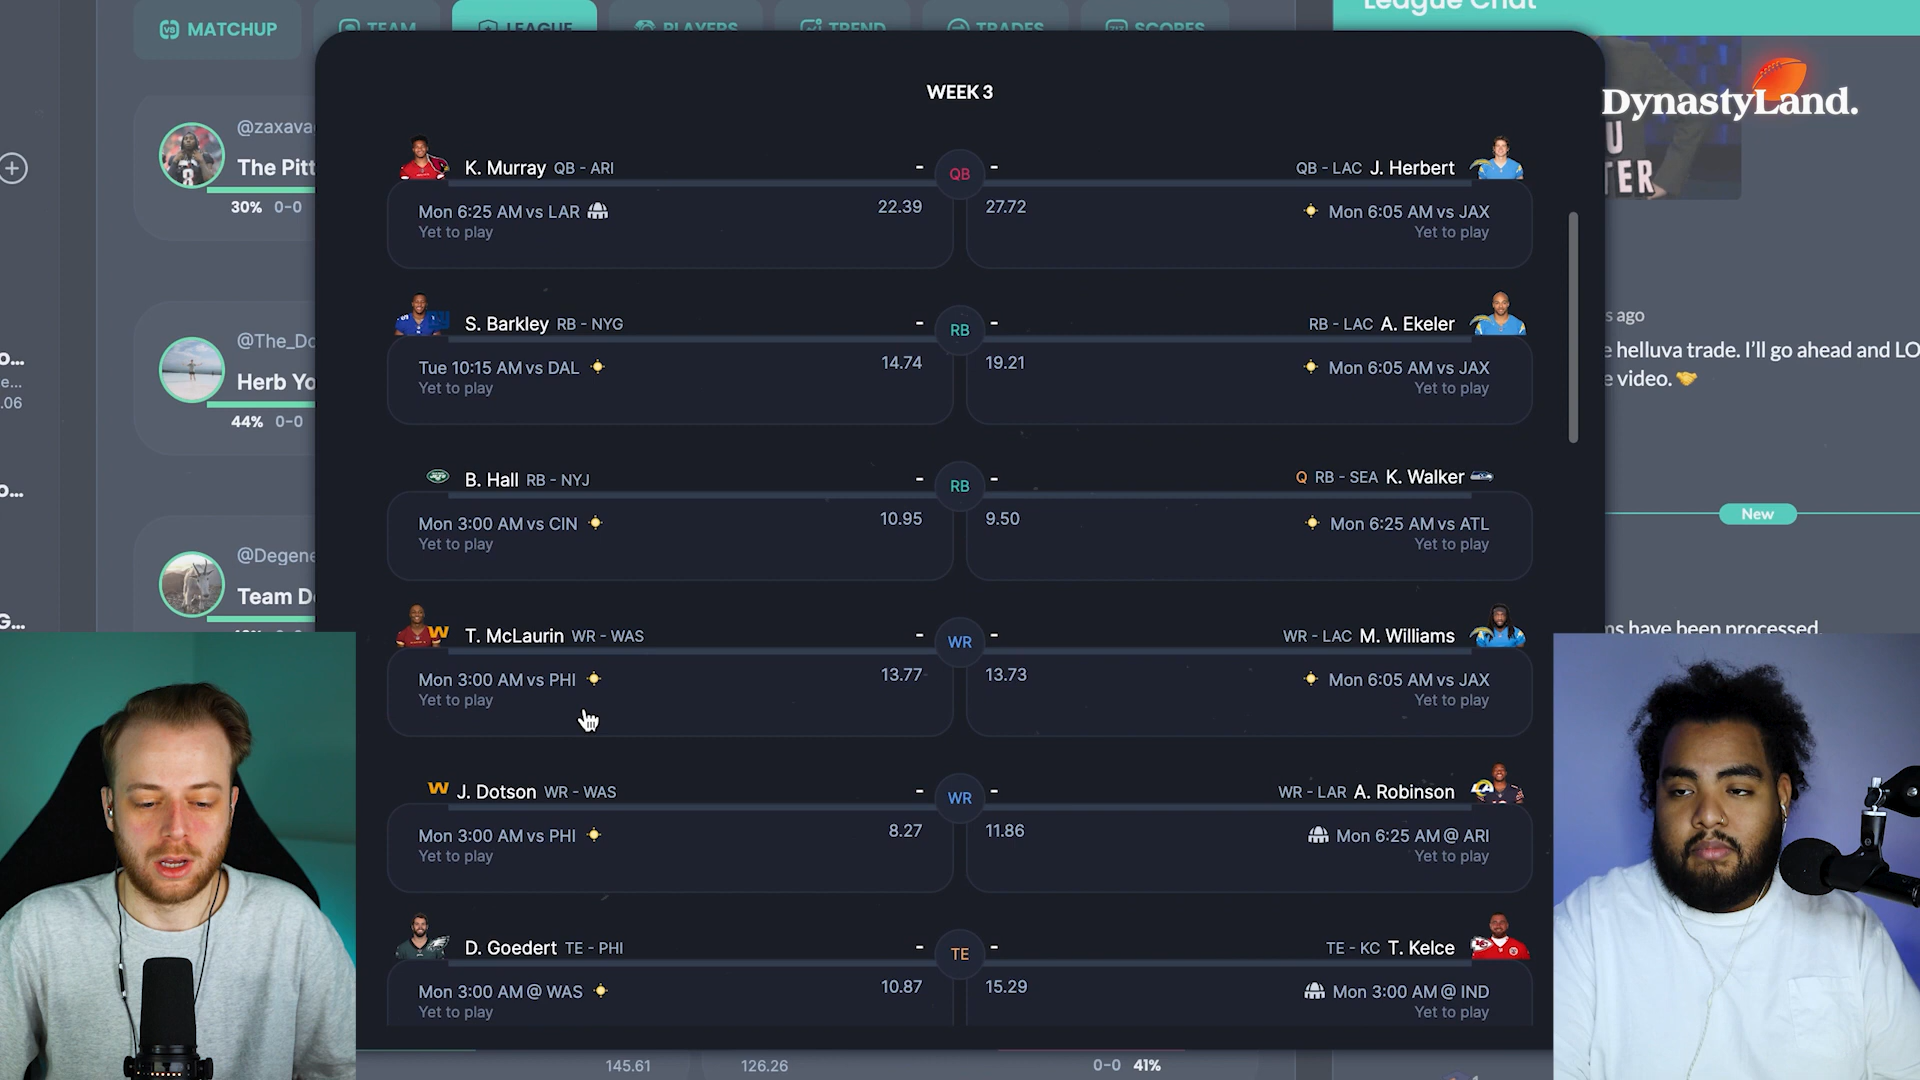 MATCHUP
TEAM
LEAGUE
PLAYERS
TREND
TRADES
SCORES
League Chat
DynastyLand.
WEEK 3
@zaxava
The Pitt
30% 0-0
@The_Do
Herb Yo
44% 0-0
@Degene
Team D
o...
e...
.06
o...
G...
K. Murray QB - ARI
-
QB
-
QB - LAC J. Herbert
Mon 6:25 AM vs LAR
22.39
27.72
Mon 6:05 AM vs JAX
Yet to play
Yet to play
S. Barkley RB - NYG
-
RB
-
RB - LAC A. Ekeler
Tue 10:15 AM vs DAL
14.74
19.21
Mon 6:05 AM vs JAX
Yet to play
Yet to play
B. Hall RB - NYJ
-
RB
-
Q RB - SEA K. Walker
Mon 3:00 AM vs CIN
10.95
9.50
Mon 6:25 AM vs ATL
Yet to play
Yet to play
T. McLaurin WR - WAS
-
WR
-
WR - LAC M. Williams
Mon 3:00 AM vs PHI
13.77
13.73
Mon 6:05 AM vs JAX
Yet to play
Yet to play
J. Dotson WR - WAS
-
WR
-
WR - LAR A. Robinson
Mon 3:00 AM vs PHI
8.27
11.86
Mon 6:25 AM @ ARI
Yet to play
Yet to play
D. Goedert TE - PHI
-
TE
-
TE - KC T. Kelce
Mon 3:00 AM @ WAS
10.87
15.29
Mon 3:00 AM @ IND
Yet to play
Yet to play
145.61
126.26
0-0 41%
U
TER
s ago
e helluva trade. I'll go ahead and LO
e video.
New
ms have been processed.